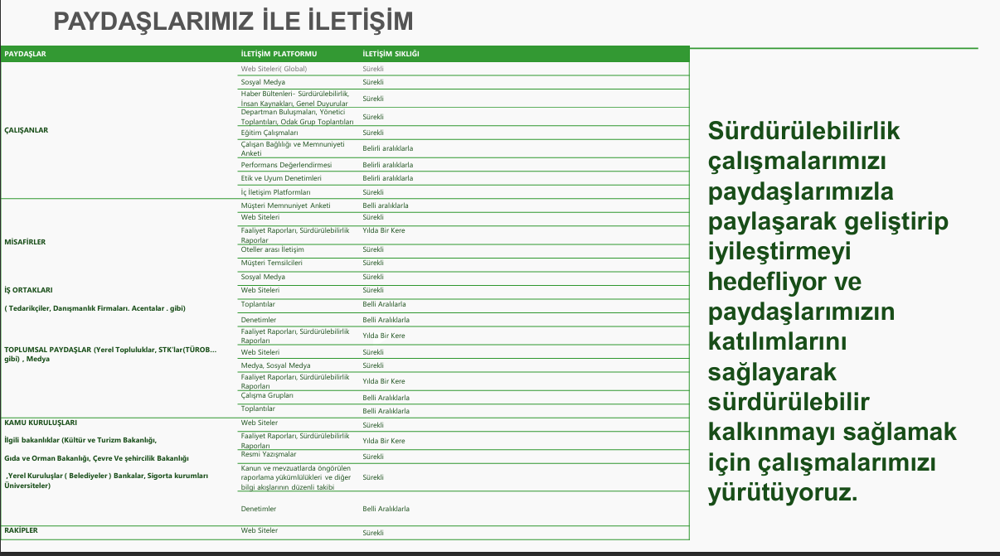 PAYDAŞLARIMIZ İLE İLETİŞİM
PAYDAŞLAR İLETİŞİM PLATFORMU İLETİŞİM SIKLIĞI
ÇALIŞANLAR
Web Siteleri( Global) Sürekli
Sosyal Medya Sürekli
Haber Bültenleri- Sürdürülebilirlik,
İnsan Kaynakları, Genel Duyurular Sürekli
Departman Buluşmaları, Yönetici
Toplantıları, Odak Grup Toplantıları Sürekli
Eğitim Çalışmaları Sürekli
Çalışan Bağlılığı ve Memnuniyeti
Anketi Belirli aralıklarla
Performans Değerlendirmesi Belirli aralıklarla
Etik ve Uyum Denetimleri Belirli aralıklarla
İç İletişim Platformları Sürekli
MİSAFİRLER
Müşteri Memnuniyet Anketi Belli aralıklarla
Web Siteleri Sürekli
Faaliyet Raporları, Sürdürülebilirlik
Raporlar Yılda Bir Kere
Oteller arası İletişim Sürekli
Müşteri Temsilcileri Sürekli
Sosyal Medya Sürekli
İŞ ORTAKLARI
( Tedarikçiler, Danışmanlık Firmaları. Acentalar . gibi)
Web Siteleri Sürekli
Toplantılar Belli Aralılarla
Denetimler Belli Aralıklarla
Faaliyet Raporları, Sürdürülebilirlik
Raporları Yılda Bir Kere
TOPLUMSAL PAYDAŞLAR (Yerel Topluluklar, STK'lar(TÜROB...
gibi) , Medya
Web Siteleri Sürekli
Medya, Sosyal Medya Sürekli
Faaliyet Raporları, Sürdürülebilirlik
Raporları Yılda Bir Kere
Çalışma Grupları Belli Aralıklarla
Toplantılar Belli Aralıklarla
KAMU KURULUŞLARI
İlgili bakanlıklar (Kültür ve Turizm Bakanlığı,
Gıda ve Orman Bakanlığı, Çevre Ve şehircilik Bakanlığı
,Yerel Kuruluşlar ( Belediyeler ) Bankalar, Sigorta kurumları
Üniversiteler)
Web Siteler Sürekli
Faaliyet Raporları, Sürdürülebilirlik
Raporları Yılda Bir Kere
Resmi Yazışmalar Sürekli
Kanun ve mevzuatlarda öngörülen
raporlama yükümlülükleri ve diğer
bilgi akışlarının düzenli takibi Sürekli
Denetimler Belli Aralıklarla
RAKİPLER Web Siteler Sürekli
Sürdürülebilirlik
çalışmalarımızı
paydaşlarımızla
paylaşarak geliştirip
iyileştirmeyi
hedefliyor ve
paydaşlarımızın
katılımlarını
sağlayarak
sürdürülebilir
kalkınmayı sağlamak
için çalışmalarımızı
yürütüyoruz.